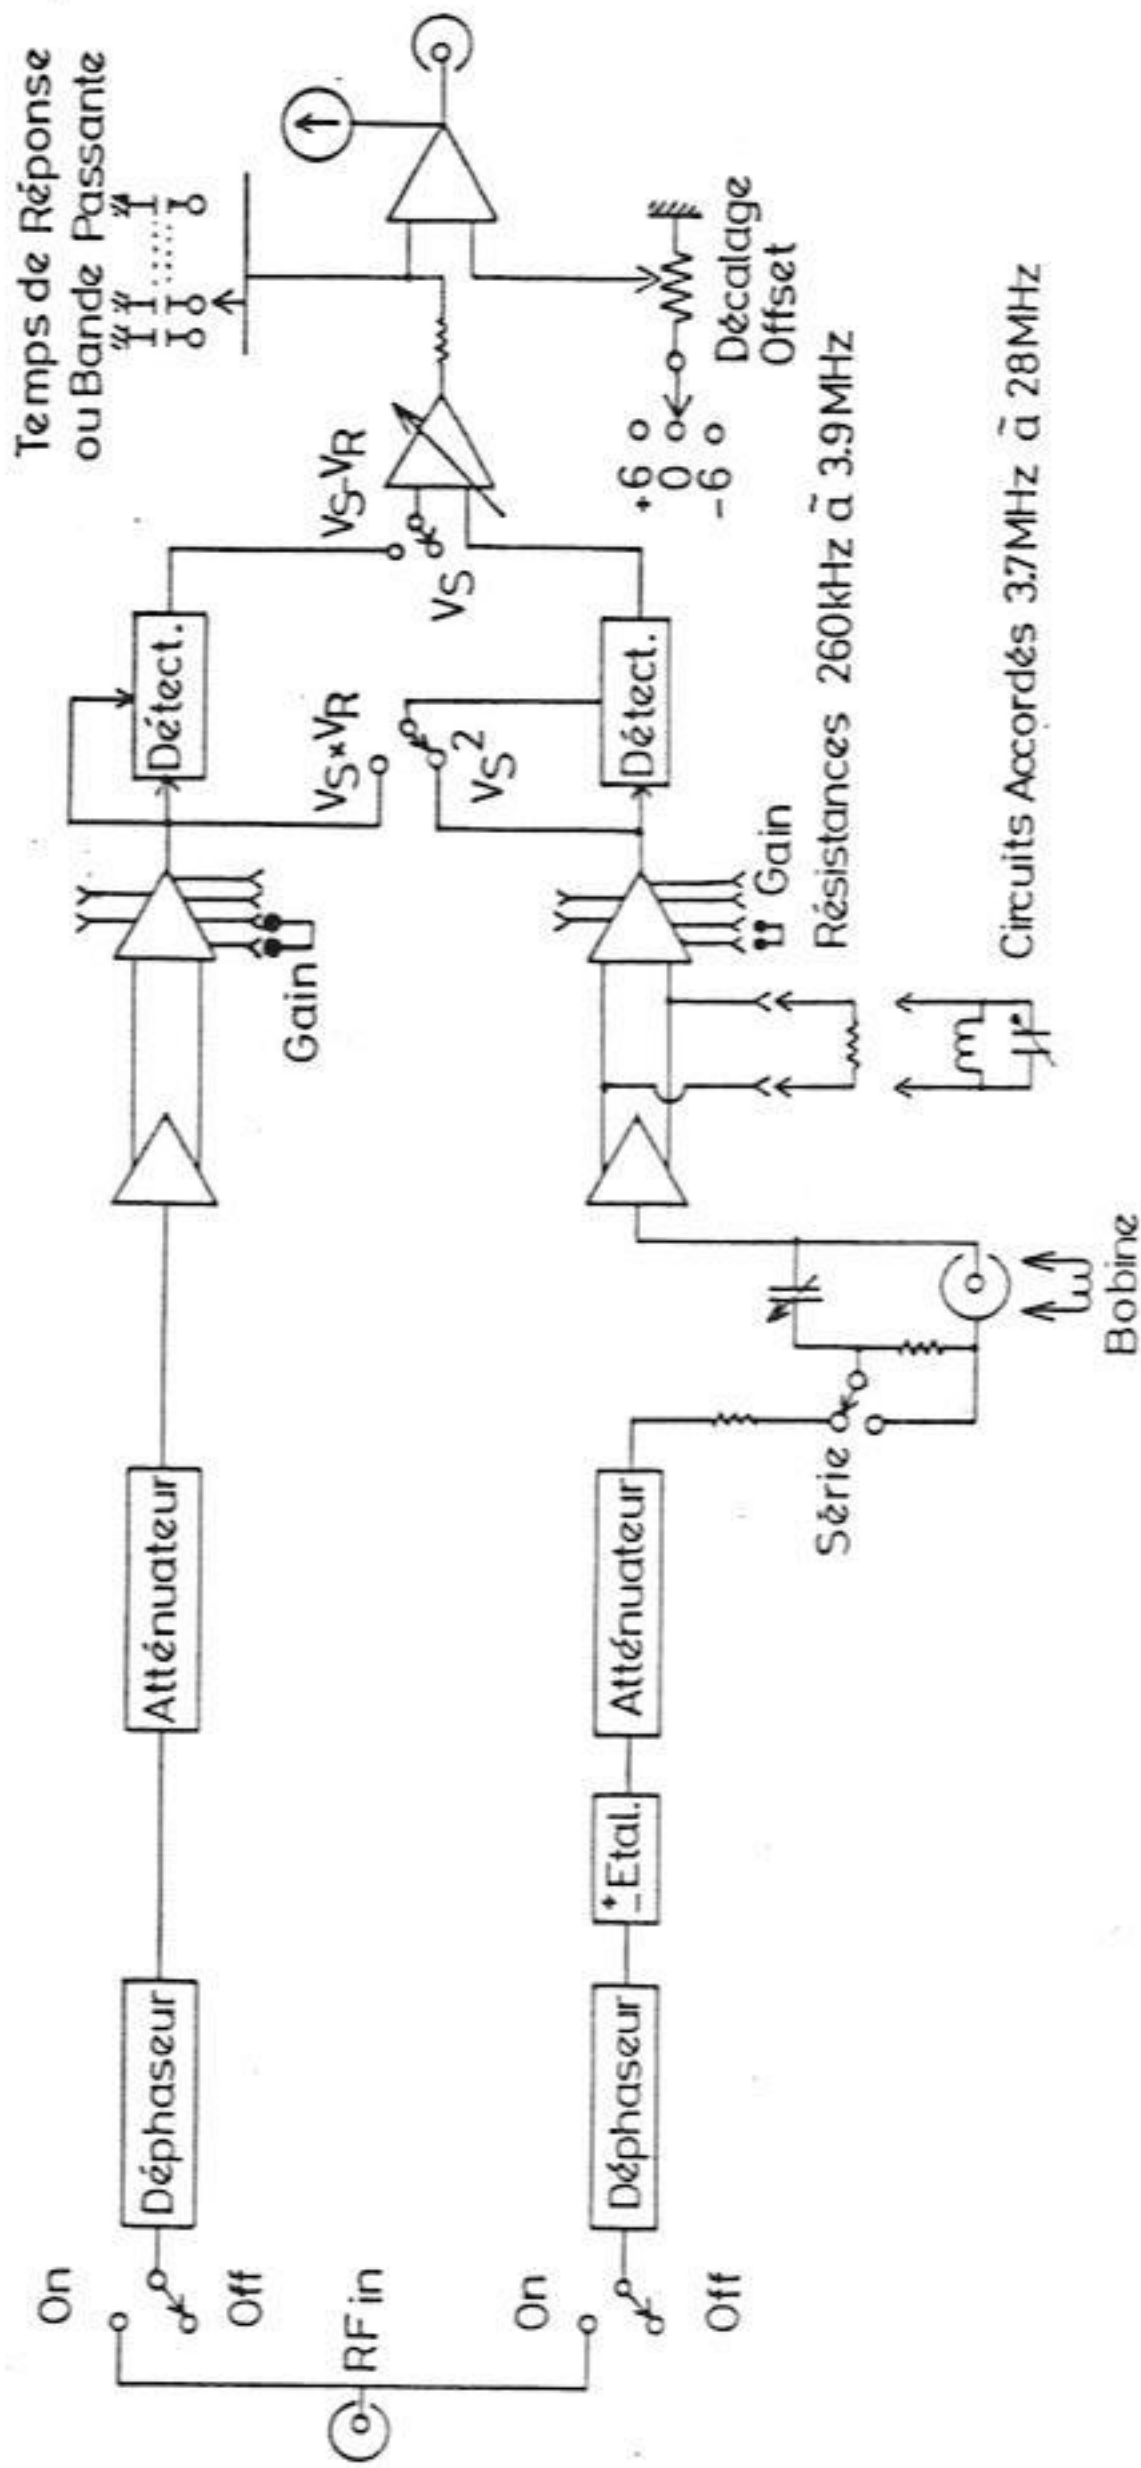 Temps de Réponse
ou Bande Passante
On
Off
Déphaseur
Atténuateur
Gain
Détect.
VS-VR
VS
VS×VR
VS²
RF in
+6
0
-6
Décalage
Offset
On
Off
Déphaseur
±Etal.
Atténuateur
Série
Bobine
Gain
Détect.
Résistances 260kHz à 3.9MHz
Circuits Accordés 3.7MHz à 28MHz